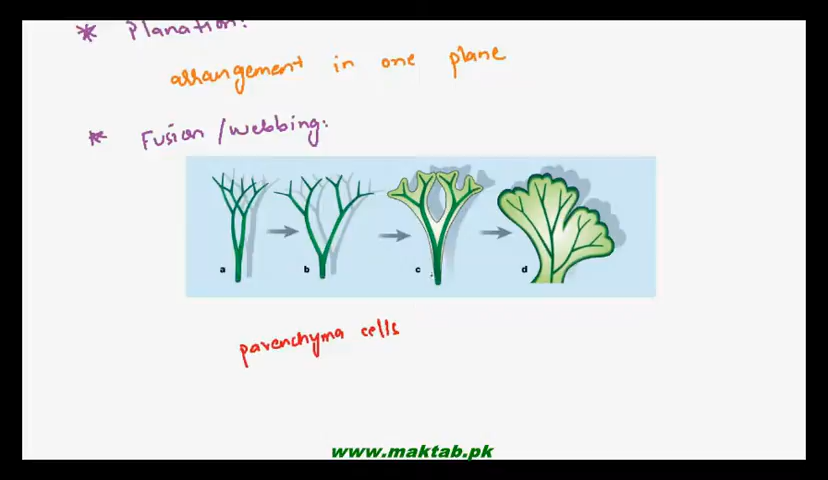 * Planation:
arrangement in one plane
* Fusion/webbing:
a b c d
parenchyma cells
www.maktab.pk